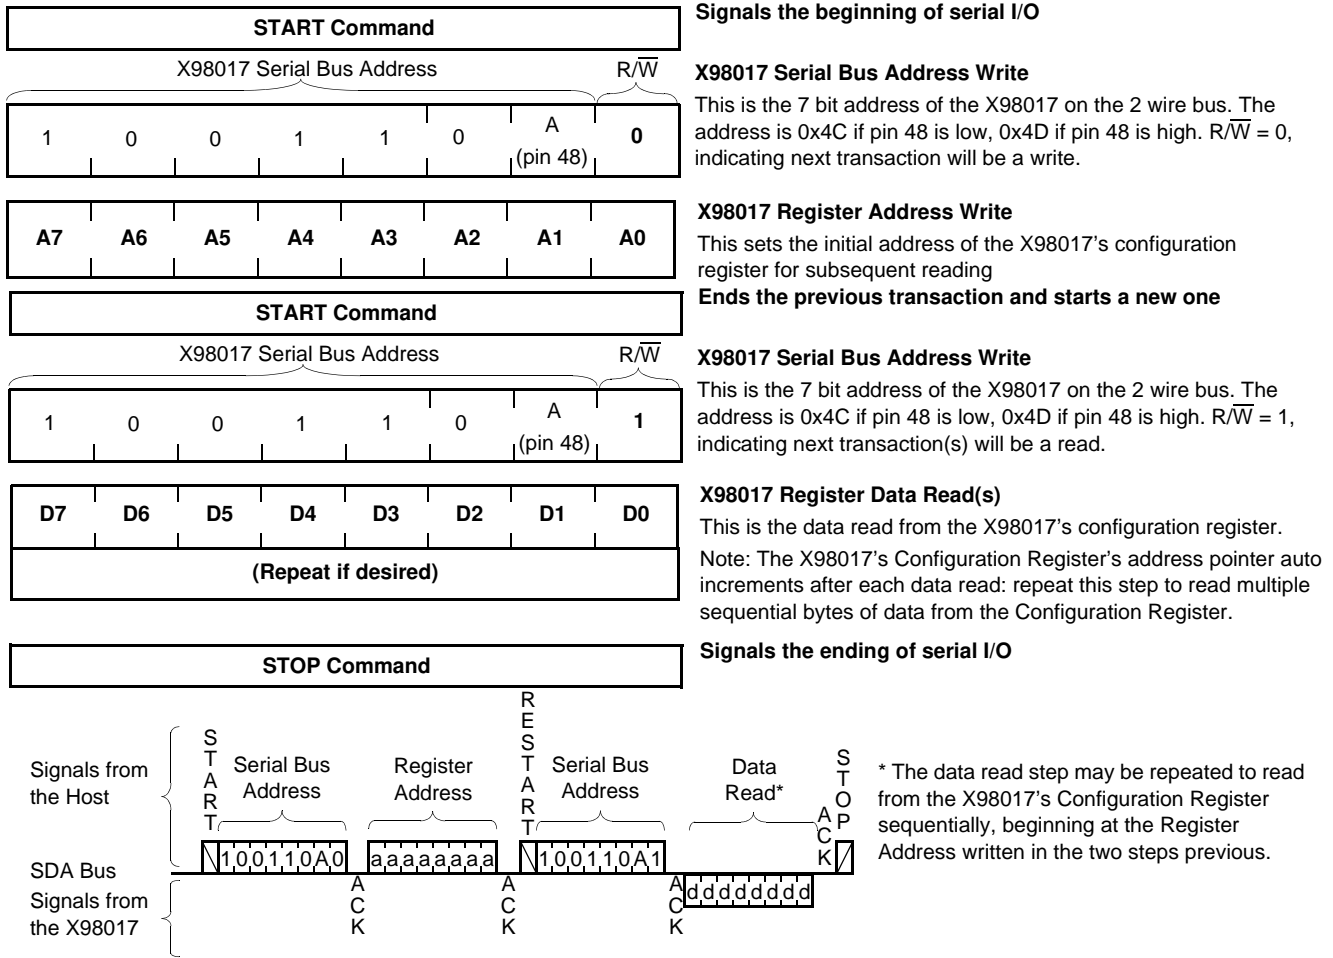 START Command
Signals the beginning of serial I/O
X98017 Serial Bus Address
R/W̅
1 0 0 1 1 0 A (pin 48) 0
X98017 Serial Bus Address Write
This is the 7 bit address of the X98017 on the 2 wire bus. The
address is 0x4C if pin 48 is low, 0x4D if pin 48 is high. R/W̅ = 0,
indicating next transaction will be a write.
A7 A6 A5 A4 A3 A2 A1 A0
X98017 Register Address Write
This sets the initial address of the X98017's configuration
register for subsequent reading
START Command
Ends the previous transaction and starts a new one
X98017 Serial Bus Address
R/W̅
1 0 0 1 1 0 A (pin 48) 1
X98017 Serial Bus Address Write
This is the 7 bit address of the X98017 on the 2 wire bus. The
address is 0x4C if pin 48 is low, 0x4D if pin 48 is high. R/W̅ = 1,
indicating next transaction(s) will be a read.
D7 D6 D5 D4 D3 D2 D1 D0
(Repeat if desired)
X98017 Register Data Read(s)
This is the data read from the X98017's configuration register.
Note: The X98017's Configuration Register's address pointer auto
increments after each data read: repeat this step to read multiple
sequential bytes of data from the Configuration Register.
STOP Command
Signals the ending of serial I/O
Signals from
the Host
START
Serial Bus
Address
Register
Address
RESTART
Serial Bus
Address
Data
Read*
ACK
STOP
* The data read step may be repeated to read
from the X98017's Configuration Register
sequentially, beginning at the Register
Address written in the two steps previous.
SDA Bus
1 0 0 1 1 0 A 0
a a a a a a a a
1 0 0 1 1 0 A 1
Signals from
the X98017
ACK
ACK
ACK
d d d d d d d d